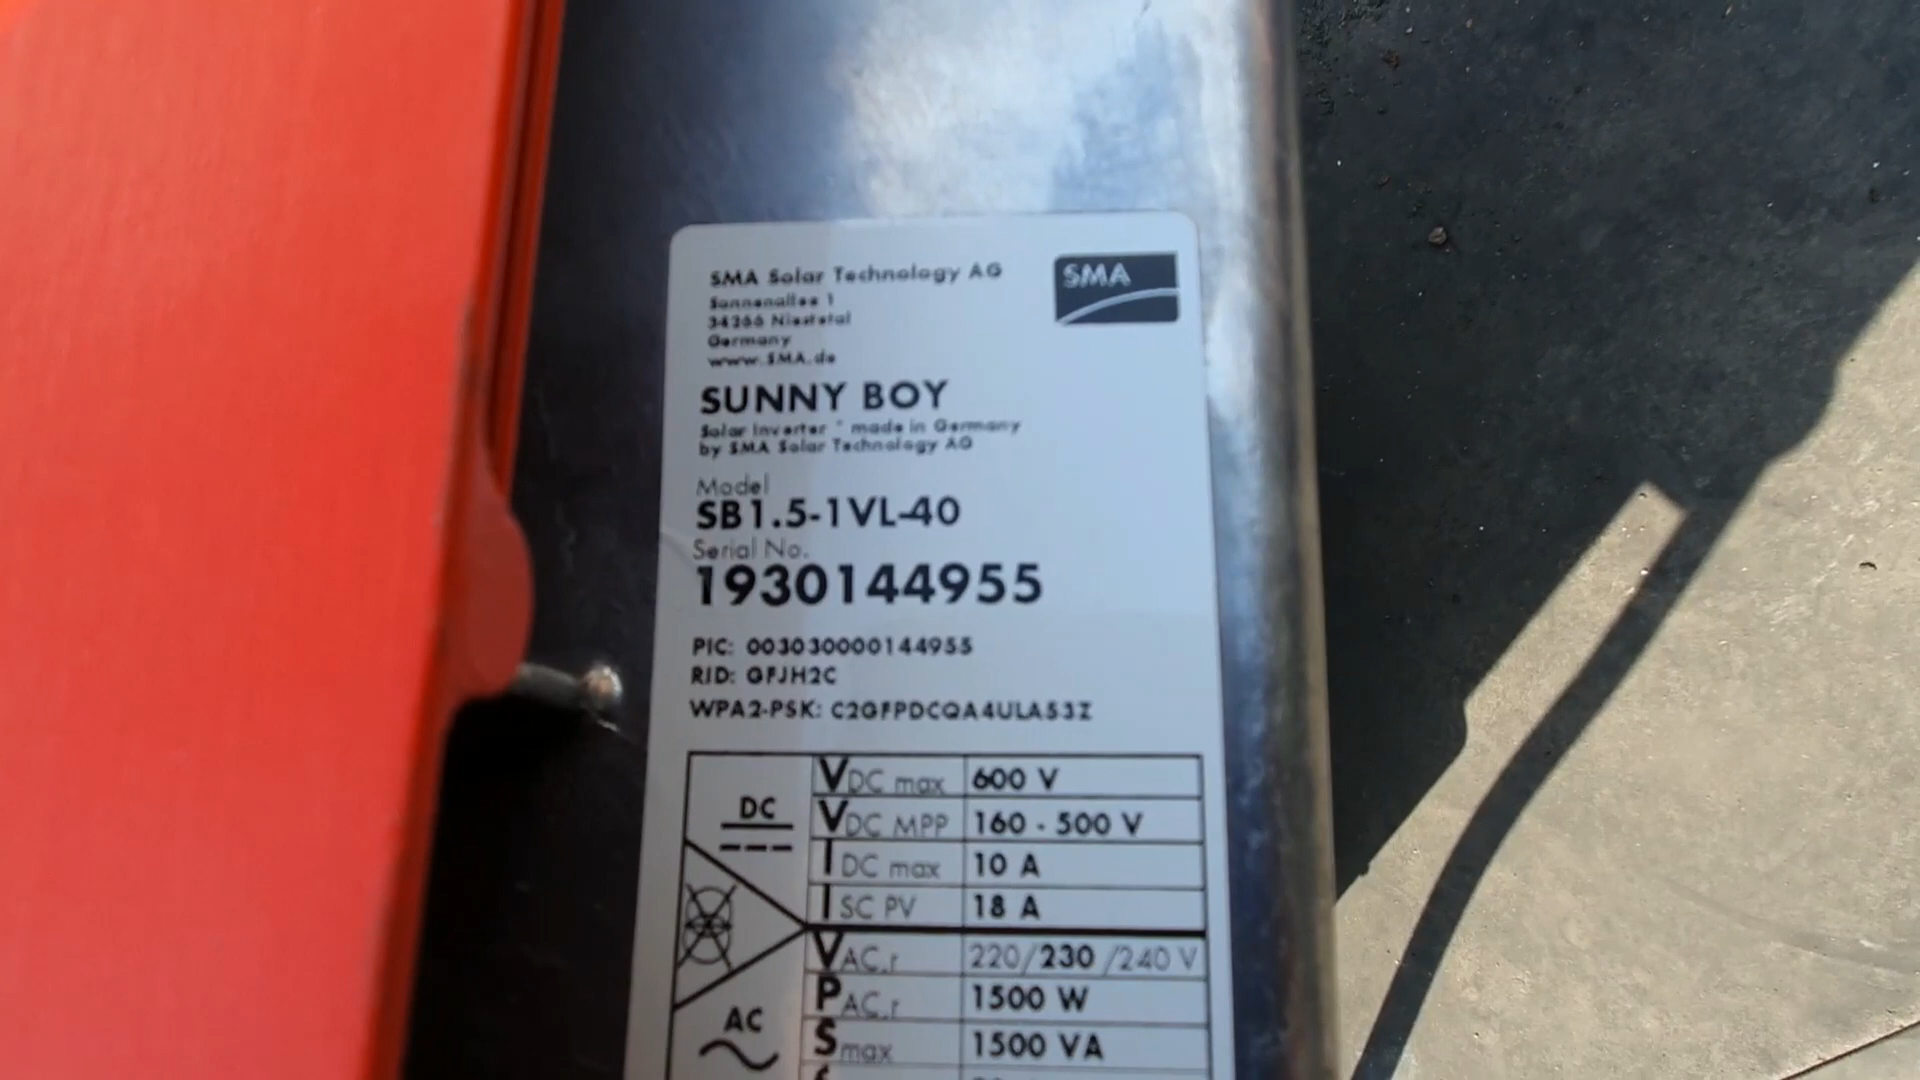 SMA Solar Technology AG
SMA
Sonnenallee 1
34266 Niestetal
Germany
www.SMA.de
SUNNY BOY
Solar Inverter * made in Germany
by SMA Solar Technology AG
Model
SB1.5-1VL-40
Serial No.
1930144955
PIC: 003030000144955
RID: GFJH2C
WPA2-PSK: C2GFPDCQA4ULA53Z
DC
V DC max 600 V
V DC MPP 160 - 500 V
I DC max 10 A
I SC PV 18 A
AC
V AC,r 220/230/240 V
P AC,r 1500 W
S max 1500 VA